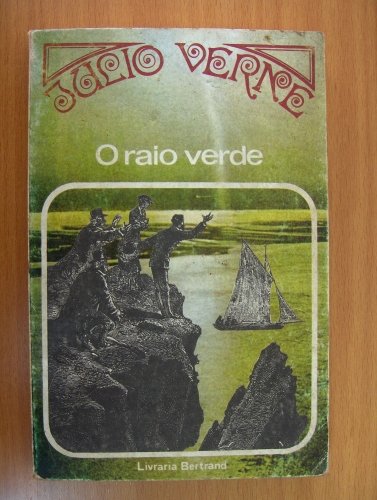 JULIO VERNE
O raio verde
Livraria Bertrand